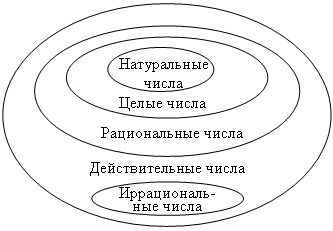 Натуральные
числа
Целые числа
Рациональные числа
Действительные числа
Иррациональ-
ные числа